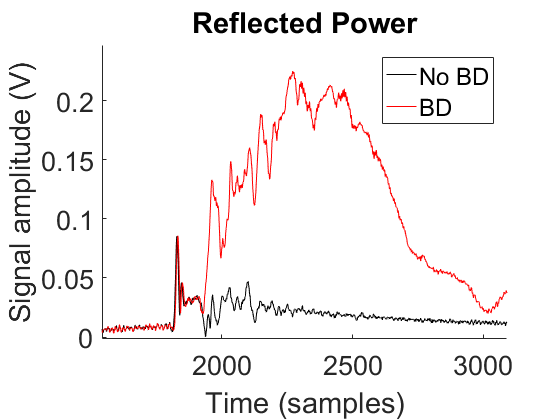 Reflected Power
Signal amplitude (V)
0.2
0.15
0.1
0.05
0
2000 2500 3000
Time (samples)
No BD
BD